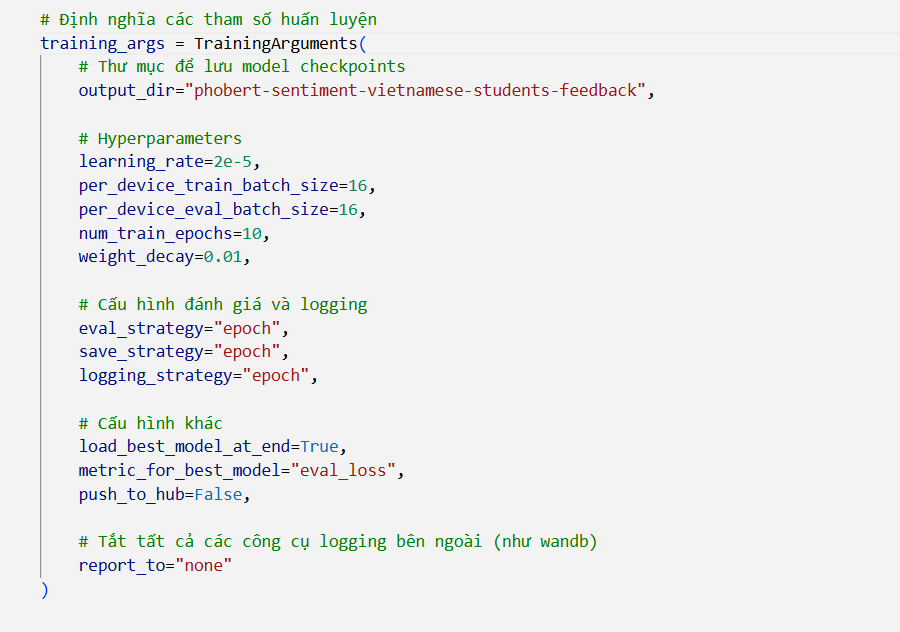 # Định nghĩa các tham số huấn luyện
training_args = TrainingArguments(
    # Thư mục để lưu model checkpoints
    output_dir="phobert-sentiment-vietnamese-students-feedback",

    # Hyperparameters
    learning_rate=2e-5,
    per_device_train_batch_size=16,
    per_device_eval_batch_size=16,
    num_train_epochs=10,
    weight_decay=0.01,

    # Cấu hình đánh giá và logging
    eval_strategy="epoch",
    save_strategy="epoch",
    logging_strategy="epoch",

    # Cấu hình khác
    load_best_model_at_end=True,
    metric_for_best_model="eval_loss",
    push_to_hub=False,

    # Tắt tất cả các công cụ logging bên ngoài (như wandb)
    report_to="none"
)